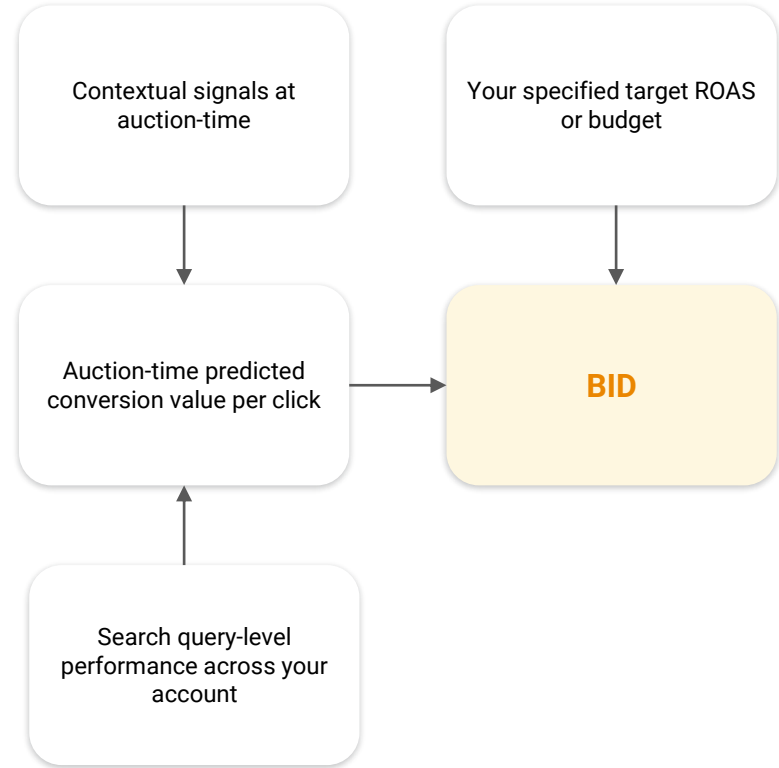 Contextual signals at
auction-time
Your specified target ROAS
or budget
Auction-time predicted
conversion value per click
BID
Search query-level
performance across your
account